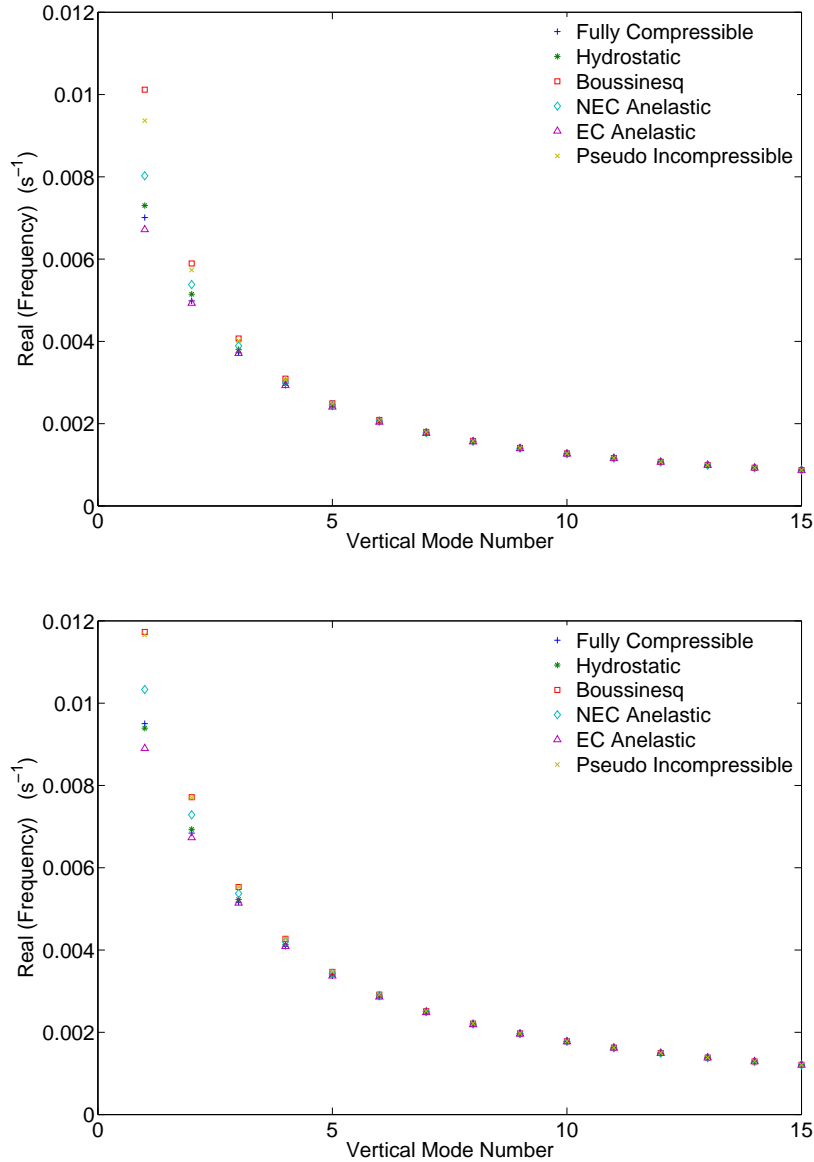 0.012
0.01
0.008
0.006
0.004
0.002
0
Real (Frequency) (s⁻¹)
Fully Compressible
Hydrostatic
Boussinesq
NEC Anelastic
EC Anelastic
Pseudo Incompressible
0 5 10 15
Vertical Mode Number
0.012
0.01
0.008
0.006
0.004
0.002
0
Real (Frequency) (s⁻¹)
Fully Compressible
Hydrostatic
Boussinesq
NEC Anelastic
EC Anelastic
Pseudo Incompressible
0 5 10 15
Vertical Mode Number